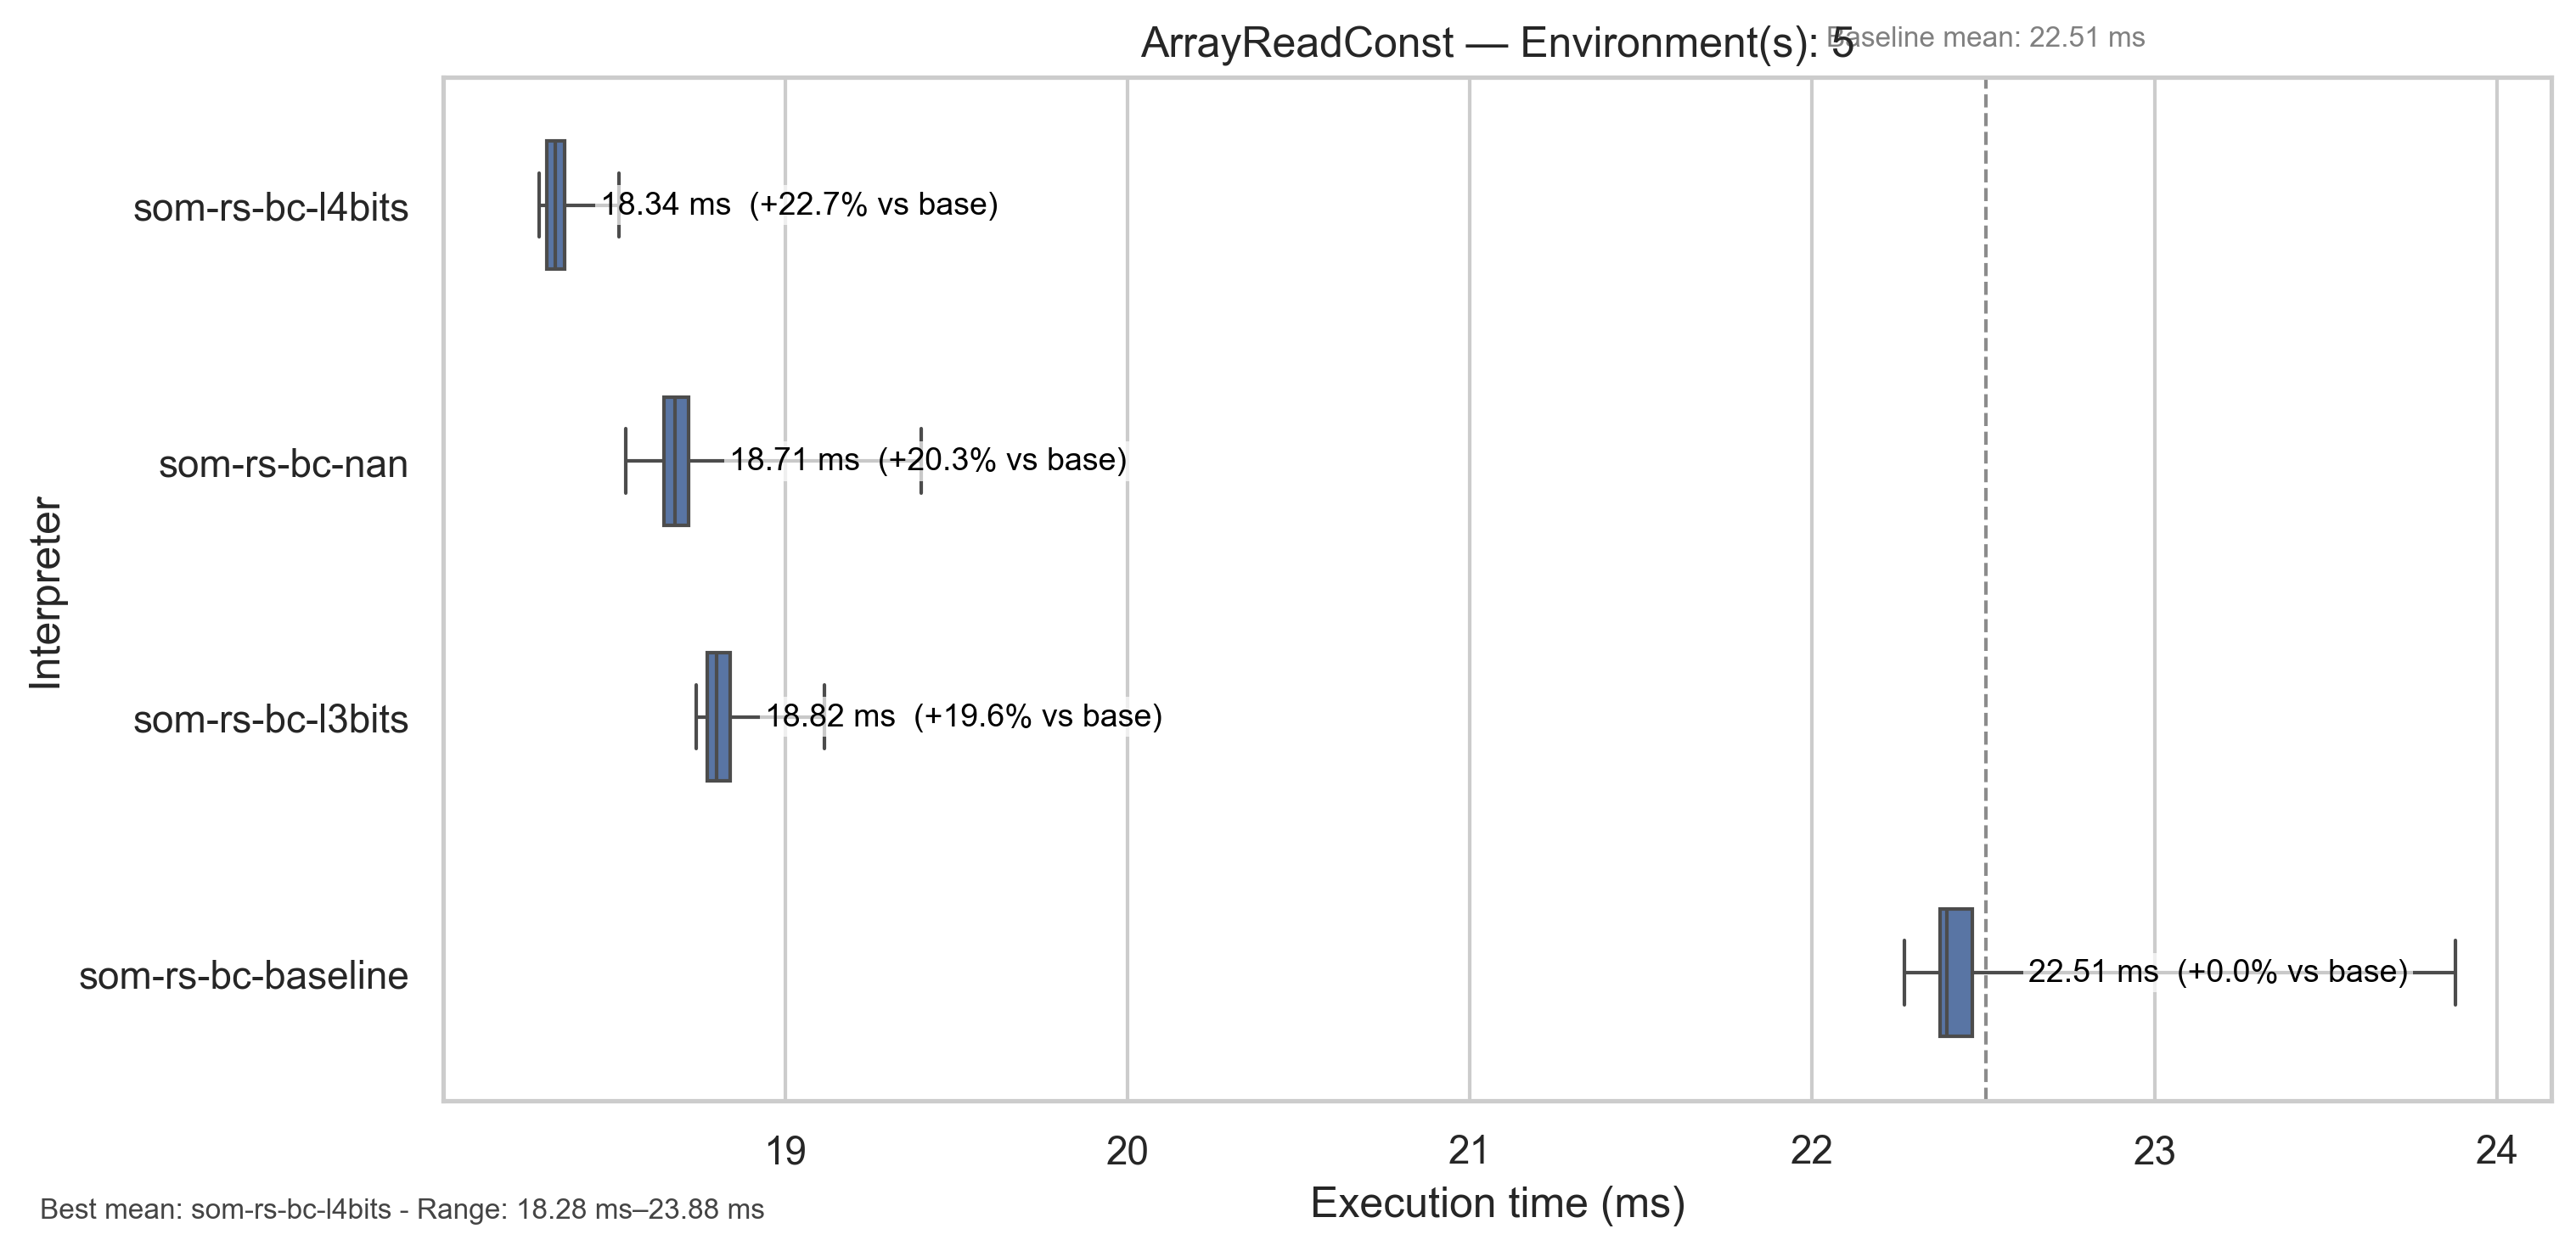 ArrayReadConst — Environment(s): 5
Baseline mean: 22.51 ms
som-rs-bc-l4bits
18.34 ms (+22.7% vs base)
som-rs-bc-nan
18.71 ms (+20.3% vs base)
Interpreter
som-rs-bc-l3bits
18.82 ms (+19.6% vs base)
som-rs-bc-baseline
22.51 ms (+0.0% vs base)
19 20 21 22 23 24
Execution time (ms)
Best mean: som-rs-bc-l4bits - Range: 18.28 ms–23.88 ms